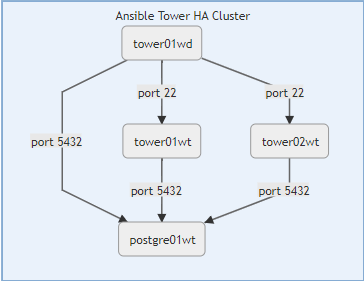 Ansible Tower HA Cluster
tower01wd
port 22
port 22
port 5432
tower01wt
tower02wt
port 5432
port 5432
postgre01wt